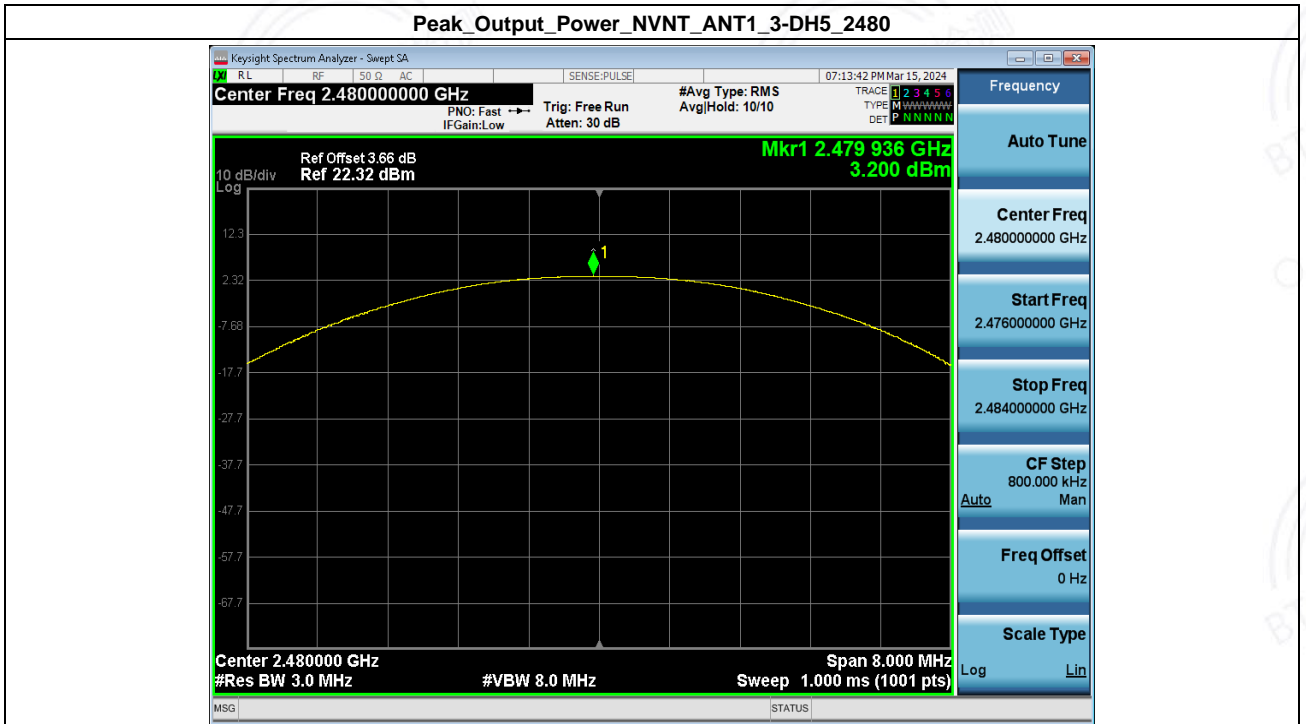 Peak_Output_Power_NVNT_ANT1_3-DH5_2480
Keysight Spectrum Analyzer - Swept SA
LXI RL RF 50 Ω AC SENSE:PULSE 07:13:42 PM Mar 15, 2024
Center Freq 2.480000000 GHz
PNO: Fast
IFGain:Low
Trig: Free Run
Atten: 30 dB
#Avg Type: RMS
Avg|Hold: 10/10
TRACE 1 2 3 4 5 6
TYPE M WWWWW
DET P N N N N N
Mkr1 2.479 936 GHz
3.200 dBm
Ref Offset 3.66 dB
10 dB/div Ref 22.32 dBm
Log
1
12.3
2.32
-7.68
-17.7
-27.7
-37.7
-47.7
-57.7
-67.7
Center 2.480000 GHz Span 8.000 MHz
#Res BW 3.0 MHz #VBW 8.0 MHz Sweep 1.000 ms (1001 pts)
MSG STATUS
Frequency
Auto Tune
Center Freq
2.480000000 GHz
Start Freq
2.476000000 GHz
Stop Freq
2.484000000 GHz
CF Step
800.000 kHz
Auto Man
Freq Offset
0 Hz
Scale Type
Log Lin